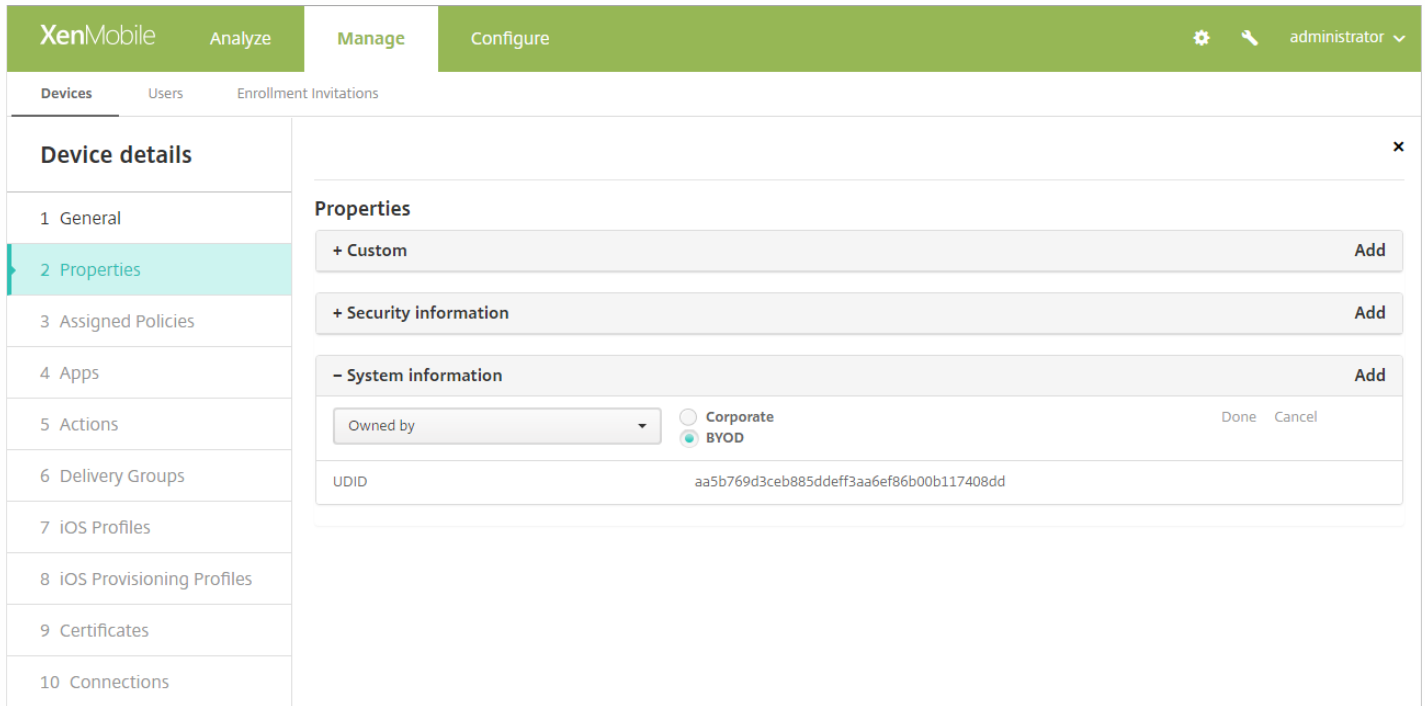 XenMobile Analyze Manage Configure administrator
Devices Users Enrollment Invitations
Device details
×
1 General
2 Properties
3 Assigned Policies
4 Apps
5 Actions
6 Delivery Groups
7 iOS Profiles
8 iOS Provisioning Profiles
9 Certificates
10 Connections
Properties
+ Custom Add
+ Security information Add
− System information Add
Owned by
Corporate
BYOD
Done Cancel
UDID aa5b769d3ceb885ddeff3aa6ef86b00b117408dd